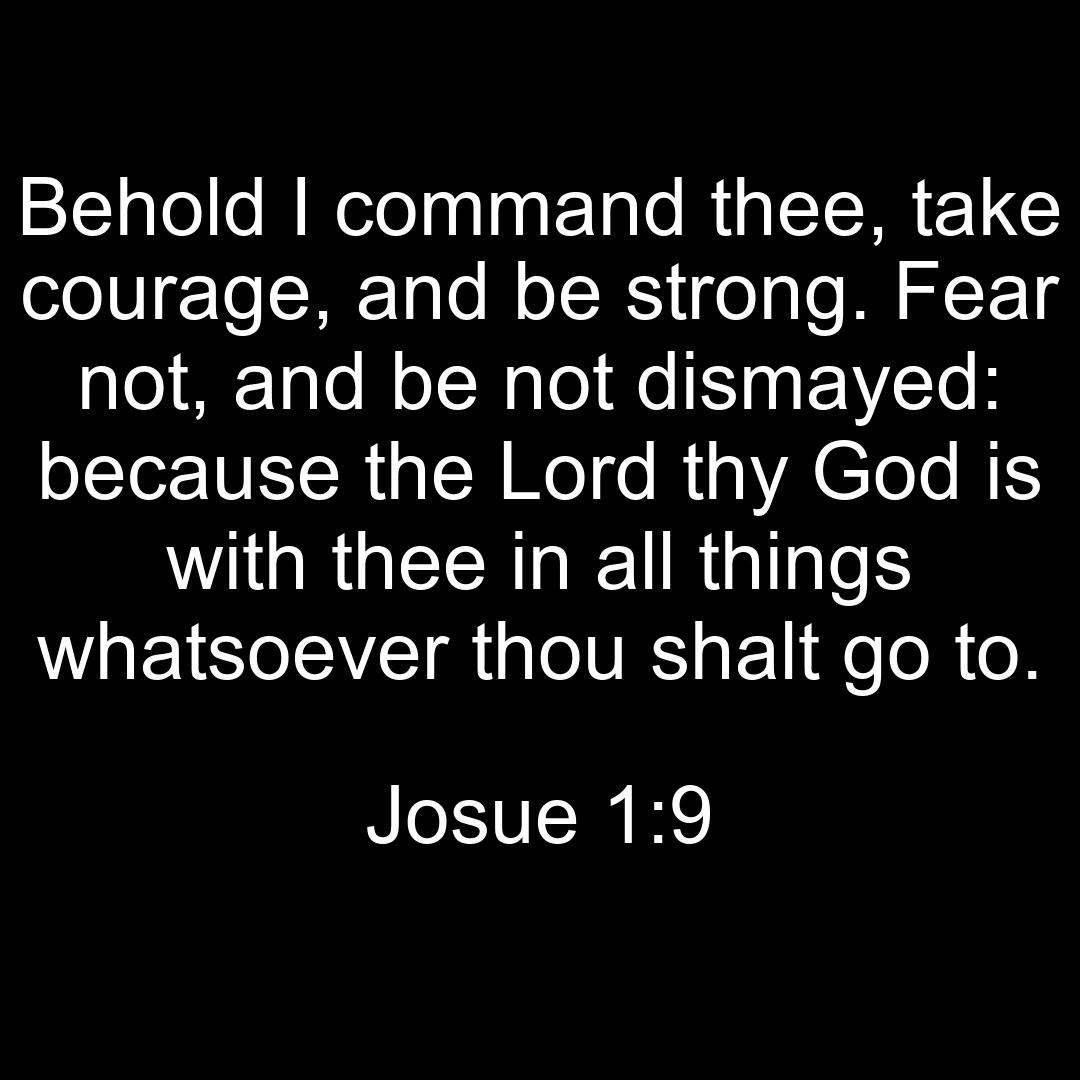 Behold I command thee, take
courage, and be strong. Fear
not, and be not dismayed:
because the Lord thy God is
with thee in all things
whatsoever thou shalt go to.
Josue 1:9